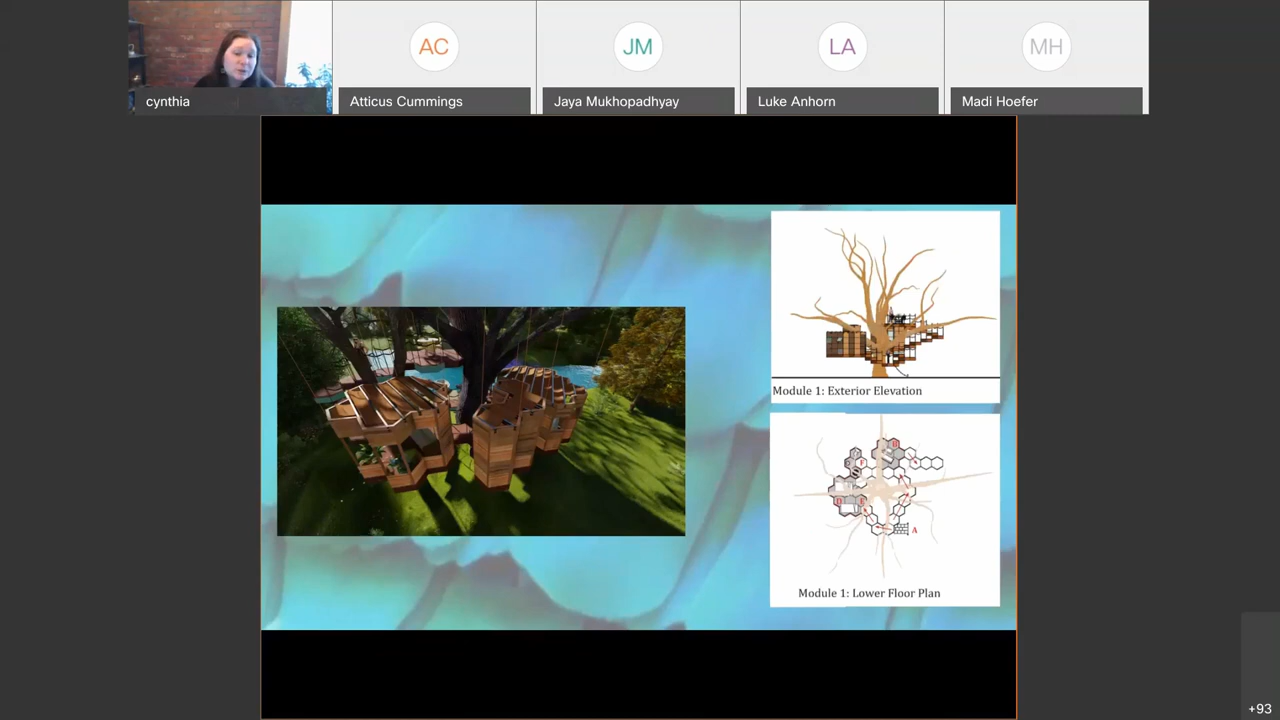 AC
JM
LA
MH
cynthia
Atticus Cummings
Jaya Mukhopadhyay
Luke Anhorn
Madi Hoefer
Module 1: Exterior Elevation
A
Module 1: Lower Floor Plan
+93